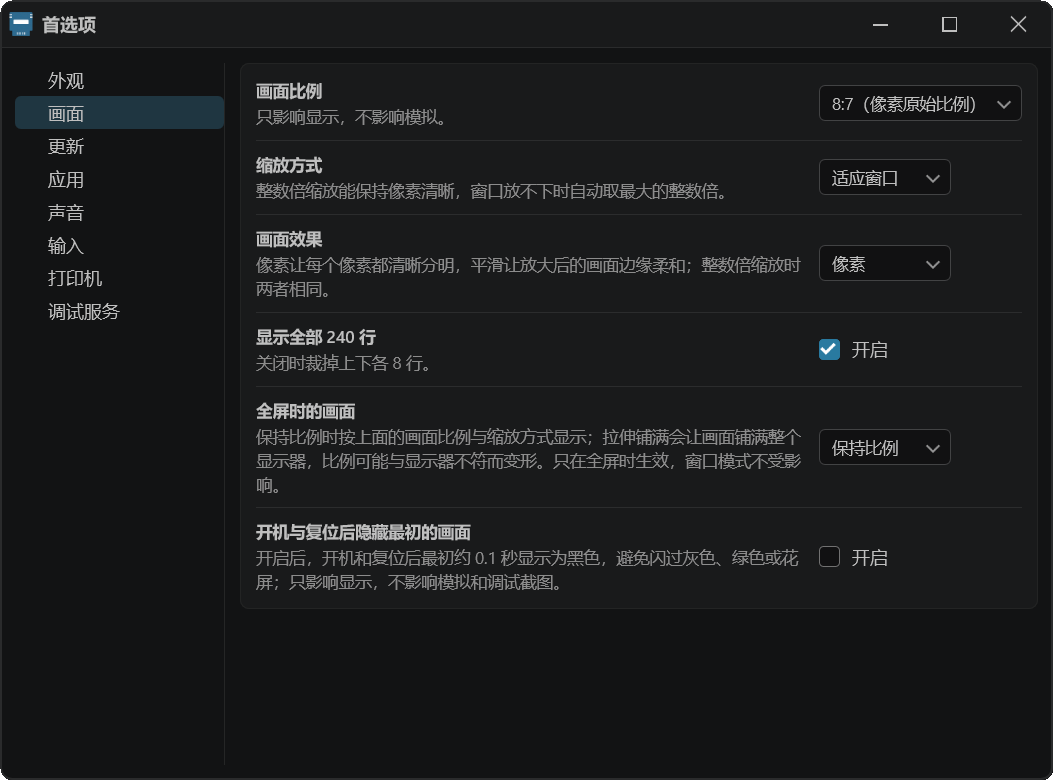 首选项
外观
画面
更新
应用
声音
输入
打印机
调试服务
画面比例
只影响显示，不影响模拟。
8:7（像素原始比例）
缩放方式
整数倍缩放能保持像素清晰，窗口放不下时自动取最大的整数倍。
适应窗口
画面效果
像素让每个像素都清晰分明，平滑让放大后的画面边缘柔和；整数倍缩放时
两者相同。
像素
显示全部 240 行
关闭时裁掉上下各 8 行。
开启
全屏时的画面
保持比例时按上面的画面比例与缩放方式显示；拉伸铺满会让画面铺满整个
显示器，比例可能与显示器不符而变形。只在全屏时生效，窗口模式不受影
响。
保持比例
开机与复位后隐藏最初的画面
开启后，开机和复位后最初约 0.1 秒显示为黑色，避免闪过灰色、绿色或花
屏；只影响显示，不影响模拟和调试截图。
开启